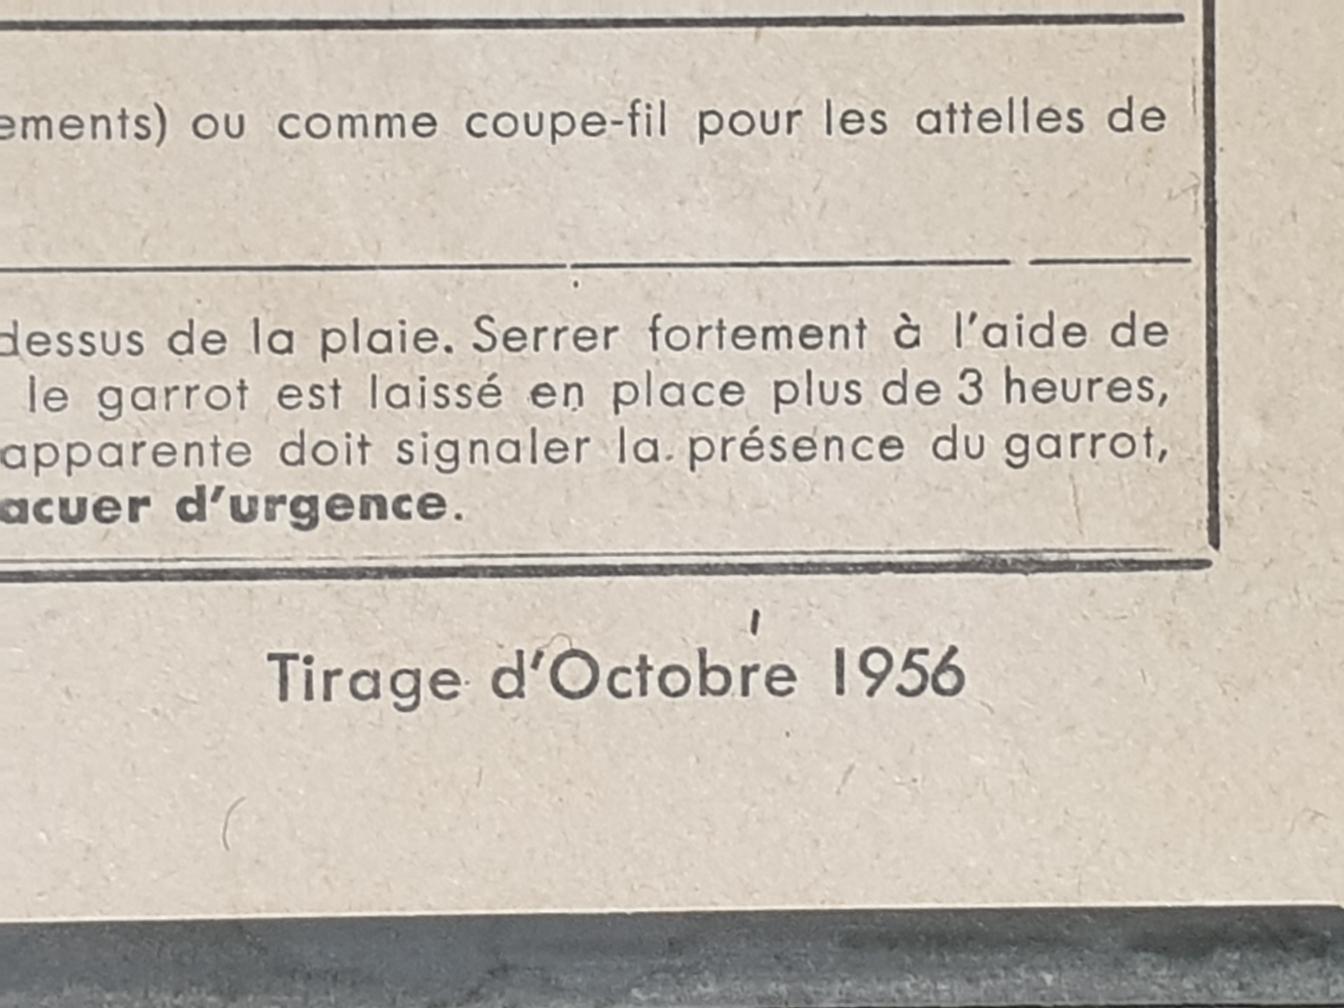 ements) ou comme coupe-fil pour les attelles de
dessus de la plaie. Serrer fortement à l'aide de
le garrot est laissé en place plus de 3 heures,
apparente doit signaler la présence du garrot,
acuer d'urgence.
Tirage d'Octobre 1956